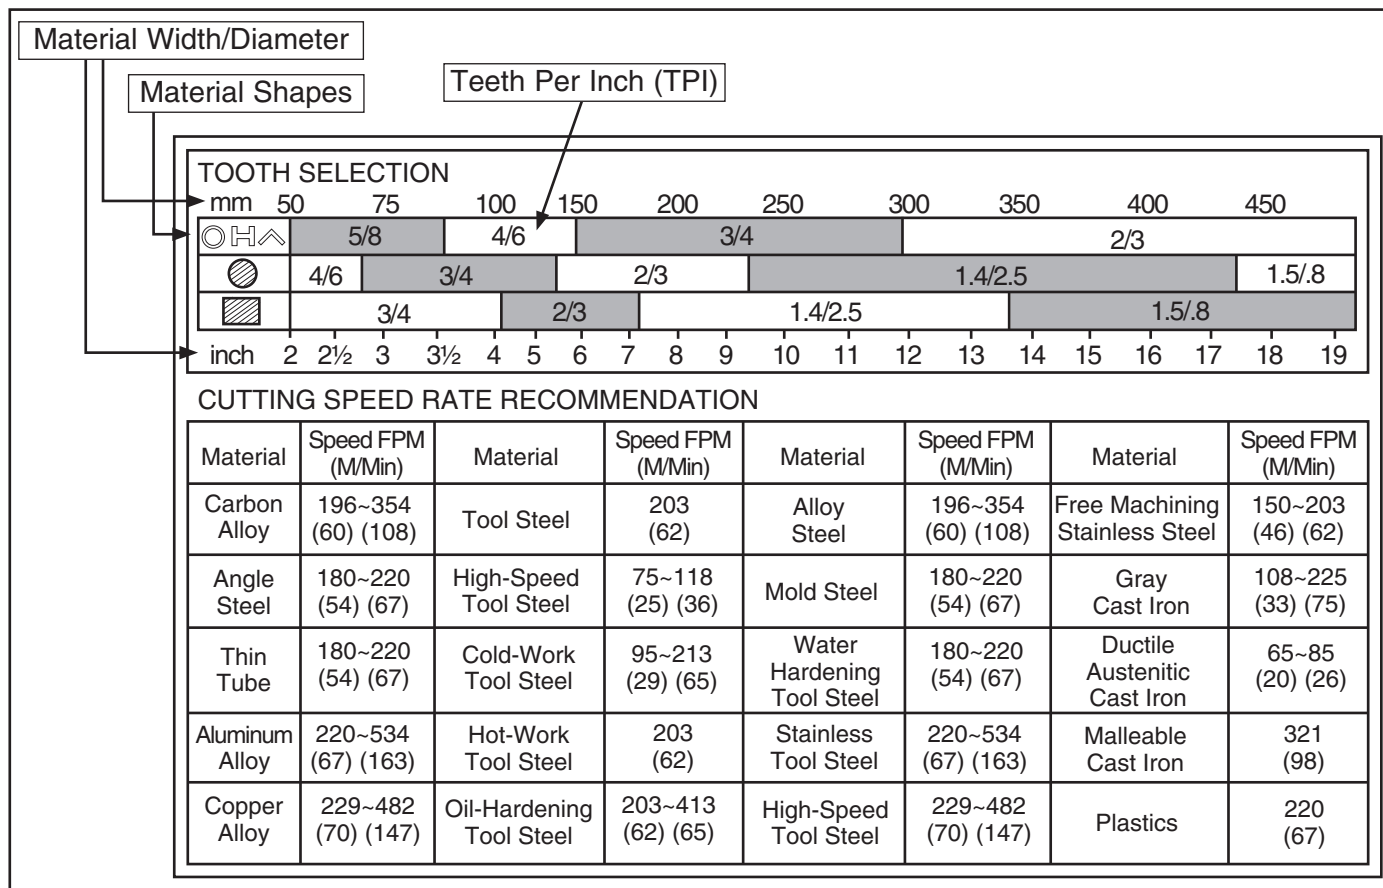 Material Width/Diameter
Material Shapes
Teeth Per Inch (TPI)
TOOTH SELECTION
mm 50 75 100 150 200 250 300 350 400 450
5/8 4/6 3/4 2/3
4/6 3/4 2/3 1.4/2.5 1.5/.8
3/4 2/3 1.4/2.5 1.5/.8
inch 2 2½ 3 3½ 4 5 6 7 8 9 10 11 12 13 14 15 16 17 18 19
CUTTING SPEED RATE RECOMMENDATION
Material Speed FPM (M/Min) Material Speed FPM (M/Min) Material Speed FPM (M/Min) Material Speed FPM (M/Min)
Carbon Alloy 196~354 (60) (108) Tool Steel 203 (62) Alloy Steel 196~354 (60) (108) Free Machining Stainless Steel 150~203 (46) (62)
Angle Steel 180~220 (54) (67) High-Speed Tool Steel 75~118 (25) (36) Mold Steel 180~220 (54) (67) Gray Cast Iron 108~225 (33) (75)
Thin Tube 180~220 (54) (67) Cold-Work Tool Steel 95~213 (29) (65) Water Hardening Tool Steel 180~220 (54) (67) Ductile Austenitic Cast Iron 65~85 (20) (26)
Aluminum Alloy 220~534 (67) (163) Hot-Work Tool Steel 203 (62) Stainless Tool Steel 220~534 (67) (163) Malleable Cast Iron 321 (98)
Copper Alloy 229~482 (70) (147) Oil-Hardening Tool Steel 203~413 (62) (65) High-Speed Tool Steel 229~482 (70) (147) Plastics 220 (67)